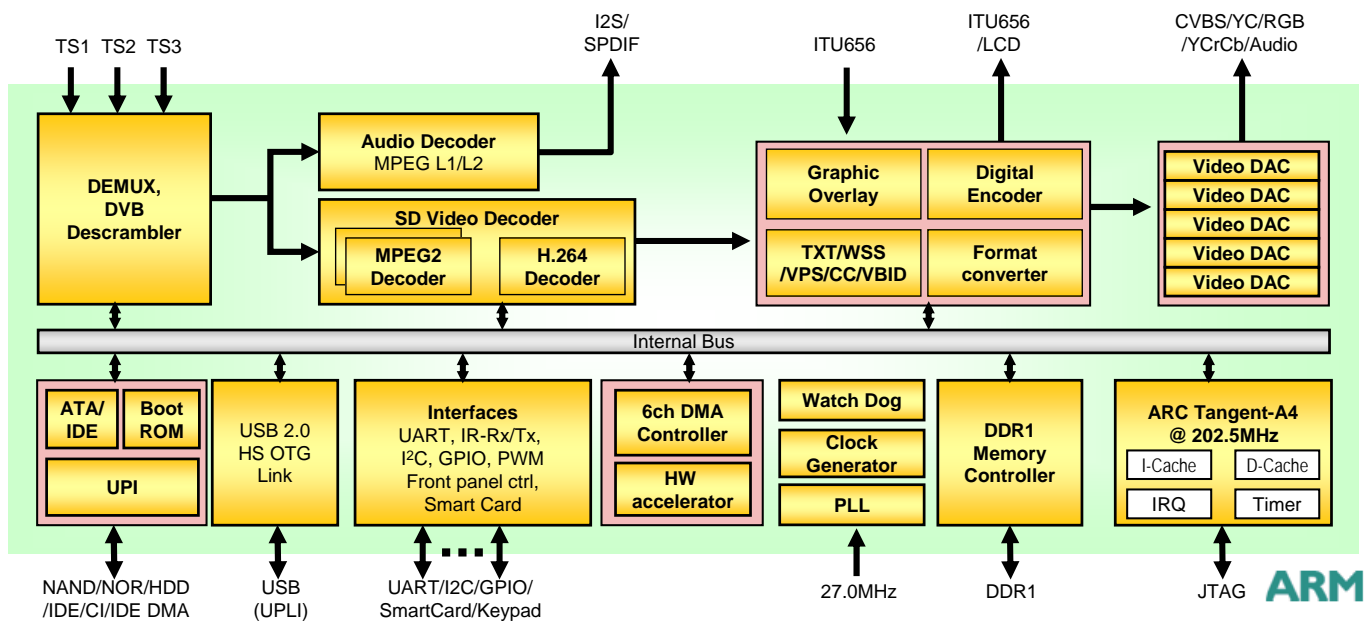 TS1 TS2 TS3
I2S/
SPDIF
ITU656
ITU656
/LCD
CVBS/YC/RGB
/YCrCb/Audio
DEMUX,
DVB
Descrambler
Audio Decoder
MPEG L1/L2
SD Video Decoder
MPEG2
Decoder
H.264
Decoder
Graphic
Overlay
Digital
Encoder
TXT/WSS
/VPS/CC/VBID
Format
converter
Video DAC
Video DAC
Video DAC
Video DAC
Video DAC
Internal Bus
ATA/
IDE
Boot
ROM
UPI
USB 2.0
HS OTG
Link
Interfaces
UART, IR-Rx/Tx,
I²C, GPIO, PWM
Front panel ctrl,
Smart Card
6ch DMA
Controller
HW
accelerator
Watch Dog
Clock
Generator
PLL
DDR1
Memory
Controller
ARC Tangent-A4
@ 202.5MHz
I-Cache
D-Cache
IRQ
Timer
NAND/NOR/HDD
/IDE/CI/IDE DMA
USB
(UPLI)
UART/I2C/GPIO/
SmartCard/Keypad
27.0MHz
DDR1
JTAG
ARM